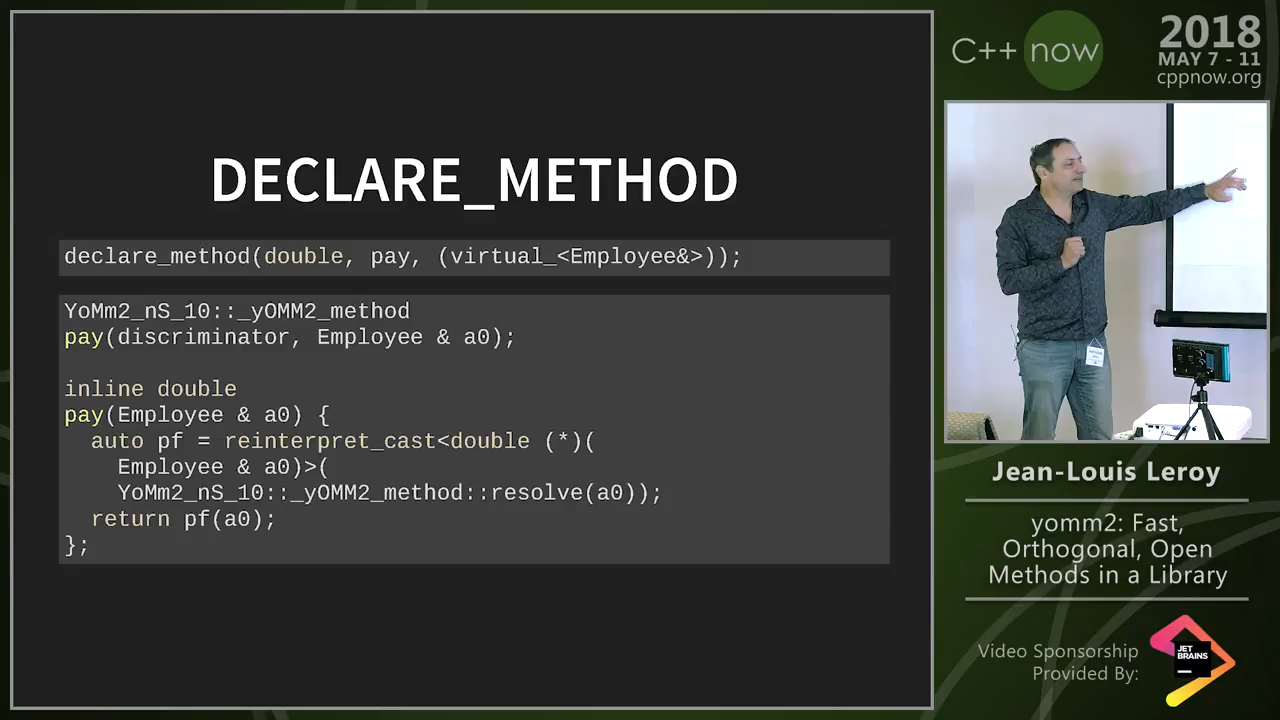 DECLARE_METHOD
declare_method(double, pay, (virtual_<Employee&>));
YoMm2_nS_10::_yOMM2_method
pay(discriminator, Employee & a0);
inline double
pay(Employee & a0) {
  auto pf = reinterpret_cast<double (*)(
    Employee & a0)>(
    YoMm2_nS_10::_yOMM2_method::resolve(a0));
  return pf(a0);
};
C++ now
2018
MAY 7 - 11
cppnow.org
Jean-Louis Leroy
yomm2: Fast,
Orthogonal, Open
Methods in a Library
Video Sponsorship
Provided By:
JET
BRAINS